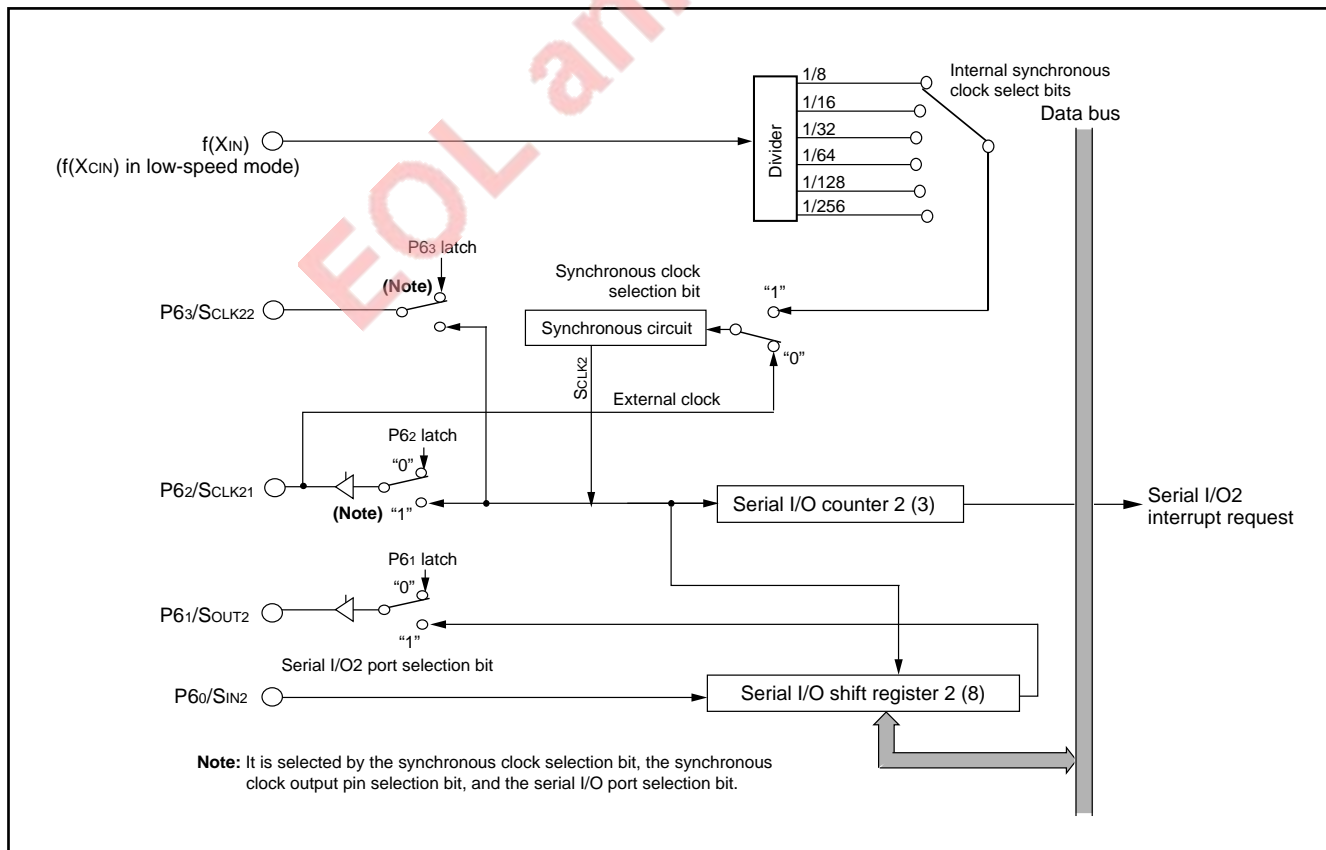 EOL an
1/8
1/16
1/32
1/64
1/128
1/256
Divider
Internal synchronous
clock select bits
Data bus
f(XIN)
(f(XCIN) in low-speed mode)
P63 latch
(Note)
P63/SCLK22
Synchronous clock
selection bit
"1"
Synchronous circuit
"0"
SCLK2
External clock
P62 latch
"0"
P62/SCLK21
(Note) "1"
Serial I/O counter 2 (3)
Serial I/O2
interrupt request
P61 latch
"0"
P61/SOUT2
"1"
Serial I/O2 port selection bit
P60/SIN2
Serial I/O shift register 2 (8)
Note: It is selected by the synchronous clock selection bit, the synchronous
clock output pin selection bit, and the serial I/O port selection bit.